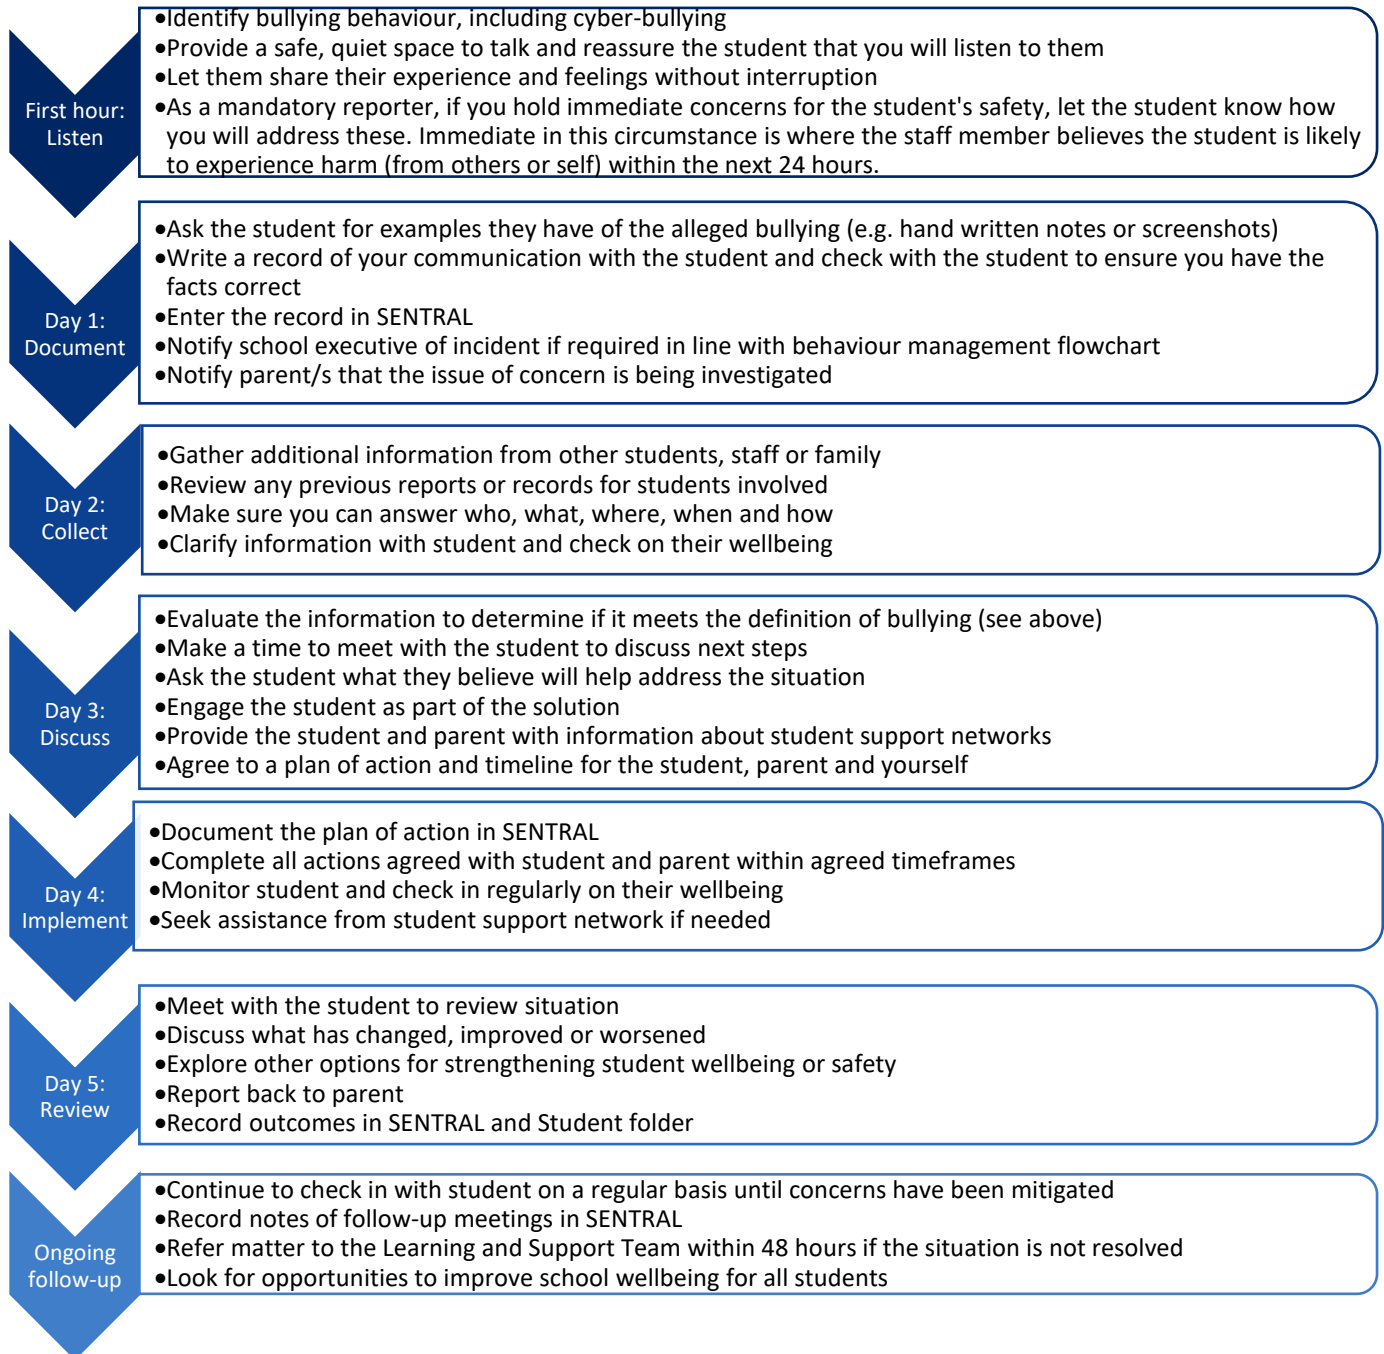 First hour:
Listen
•Identify bullying behaviour, including cyber-bullying
•Provide a safe, quiet space to talk and reassure the student that you will listen to them
•Let them share their experience and feelings without interruption
•As a mandatory reporter, if you hold immediate concerns for the student's safety, let the student know how
you will address these. Immediate in this circumstance is where the staff member believes the student is likely
to experience harm (from others or self) within the next 24 hours.
Day 1:
Document
•Ask the student for examples they have of the alleged bullying (e.g. hand written notes or screenshots)
•Write a record of your communication with the student and check with the student to ensure you have the
facts correct
•Enter the record in SENTRAL
•Notify school executive of incident if required in line with behaviour management flowchart
•Notify parent/s that the issue of concern is being investigated
Day 2:
Collect
•Gather additional information from other students, staff or family
•Review any previous reports or records for students involved
•Make sure you can answer who, what, where, when and how
•Clarify information with student and check on their wellbeing
Day 3:
Discuss
•Evaluate the information to determine if it meets the definition of bullying (see above)
•Make a time to meet with the student to discuss next steps
•Ask the student what they believe will help address the situation
•Engage the student as part of the solution
•Provide the student and parent with information about student support networks
•Agree to a plan of action and timeline for the student, parent and yourself
Day 4:
Implement
•Document the plan of action in SENTRAL
•Complete all actions agreed with student and parent within agreed timeframes
•Monitor student and check in regularly on their wellbeing
•Seek assistance from student support network if needed
Day 5:
Review
•Meet with the student to review situation
•Discuss what has changed, improved or worsened
•Explore other options for strengthening student wellbeing or safety
•Report back to parent
•Record outcomes in SENTRAL and Student folder
Ongoing
follow-up
•Continue to check in with student on a regular basis until concerns have been mitigated
•Record notes of follow-up meetings in SENTRAL
•Refer matter to the Learning and Support Team within 48 hours if the situation is not resolved
•Look for opportunities to improve school wellbeing for all students